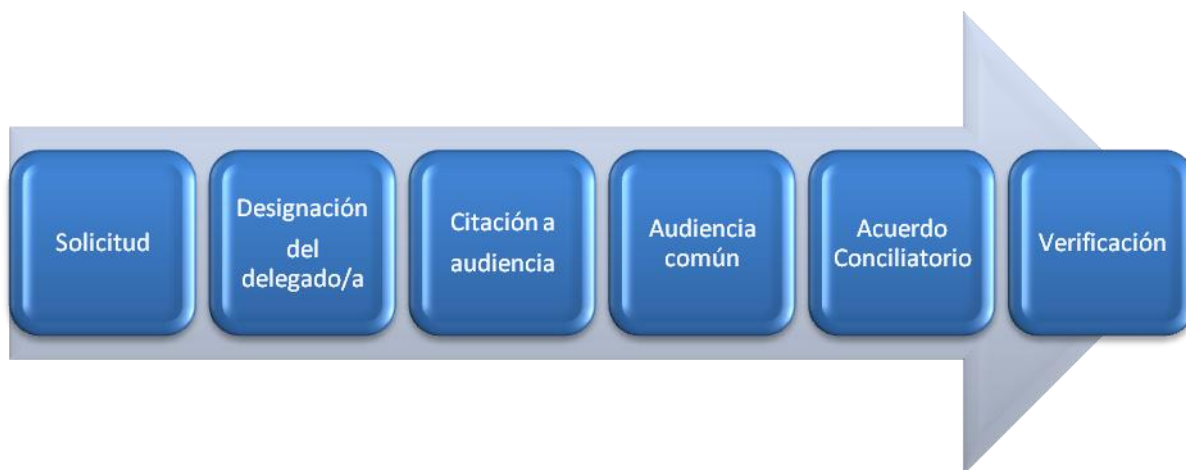 Solicitud
Designación
del
delegado/a
Citación a
audiencia
Audiencia
común
Acuerdo
Conciliatorio
Verificación